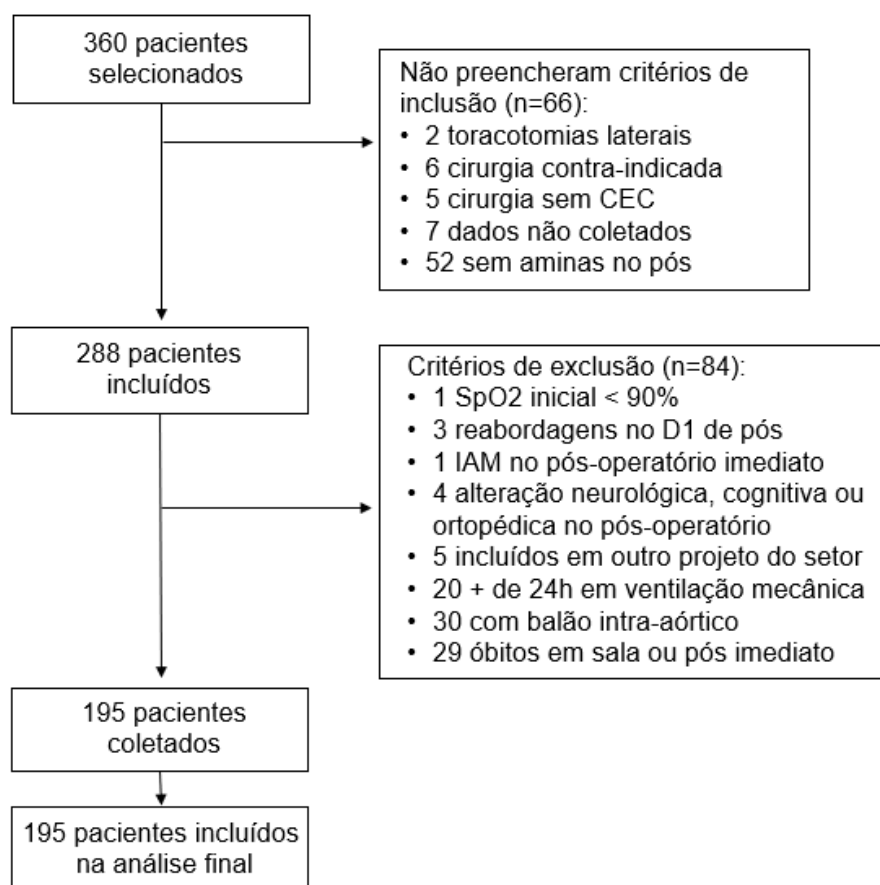 360 pacientes
selecionados
Não preencheram critérios de
inclusão (n=66):
• 2 toracotomias laterais
• 6 cirurgia contra-indicada
• 5 cirurgia sem CEC
• 7 dados não coletados
• 52 sem aminas no pós
288 pacientes
incluídos
Critérios de exclusão (n=84):
• 1 SpO2 inicial < 90%
• 3 reabordagens no D1 de pós
• 1 IAM no pós-operatório imediato
• 4 alteração neurológica, cognitiva ou
ortopédica no pós-operatório
• 5 incluídos em outro projeto do setor
• 20 + de 24h em ventilação mecânica
• 30 com balão intra-aórtico
• 29 óbitos em sala ou pós imediato
195 pacientes
coletados
195 pacientes incluídos
na análise final